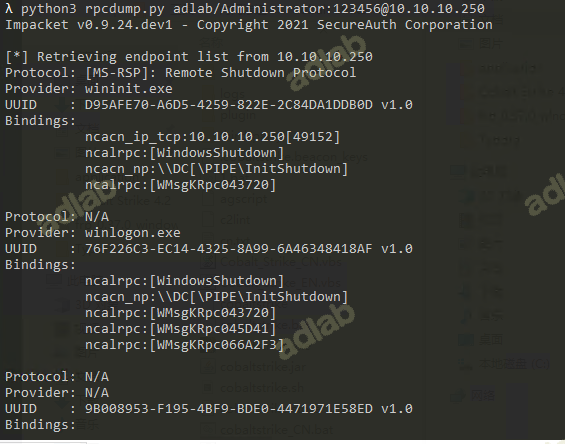 λ python3 rpcdump.py adlab/Administrator:123456@10.10.10.250
Impacket v0.9.24.dev1 - Copyright 2021 SecureAuth Corporation
[*] Retrieving endpoint list from 10.10.10.250
Protocol: [MS-RSP]: Remote Shutdown Protocol
Provider: wininit.exe
UUID    : D95AFE70-A6D5-4259-822E-2C84DA1DDB0D v1.0
Bindings:
          ncacn_ip_tcp:10.10.10.250[49152]
          ncalrpc:[WindowsShutdown]
          ncacn_np:\\DC[\PIPE\InitShutdown]
          ncalrpc:[WMsgKRpc043720]
Protocol: N/A
Provider: winlogon.exe
UUID    : 76F226C3-EC14-4325-8A99-6A46348418AF v1.0
Bindings:
          ncalrpc:[WindowsShutdown]
          ncacn_np:\\DC[\PIPE\InitShutdown]
          ncalrpc:[WMsgKRpc043720]
          ncalrpc:[WMsgKRpc045D41]
          ncalrpc:[WMsgKRpc066A2F3]
Protocol: N/A
Provider: N/A
UUID    : 9B008953-F195-4BF9-BDE0-4471971E58ED v1.0
Bindings:
adlab
adlab
adlab
adlab